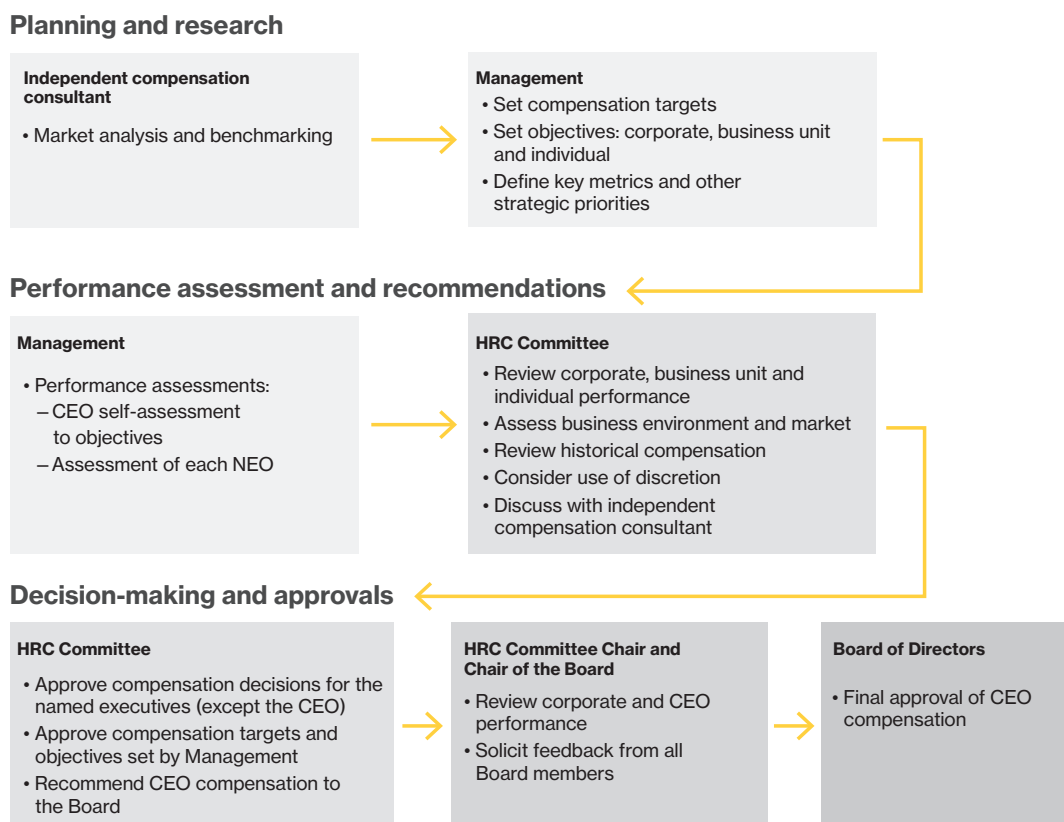 Planning and research
Independent compensation
consultant
• Market analysis and benchmarking
Management
• Set compensation targets
• Set objectives: corporate, business unit
and individual
• Define key metrics and other
strategic priorities
Performance assessment and recommendations
Management
• Performance assessments:
– CEO self-assessment
to objectives
– Assessment of each NEO
HRC Committee
• Review corporate, business unit and
individual performance
• Assess business environment and market
• Review historical compensation
• Consider use of discretion
• Discuss with independent
compensation consultant
Decision-making and approvals
HRC Committee
• Approve compensation decisions for the
named executives (except the CEO)
• Approve compensation targets and
objectives set by Management
• Recommend CEO compensation to
the Board
HRC Committee Chair and
Chair of the Board
• Review corporate and CEO
performance
• Solicit feedback from all
Board members
Board of Directors
• Final approval of CEO
compensation